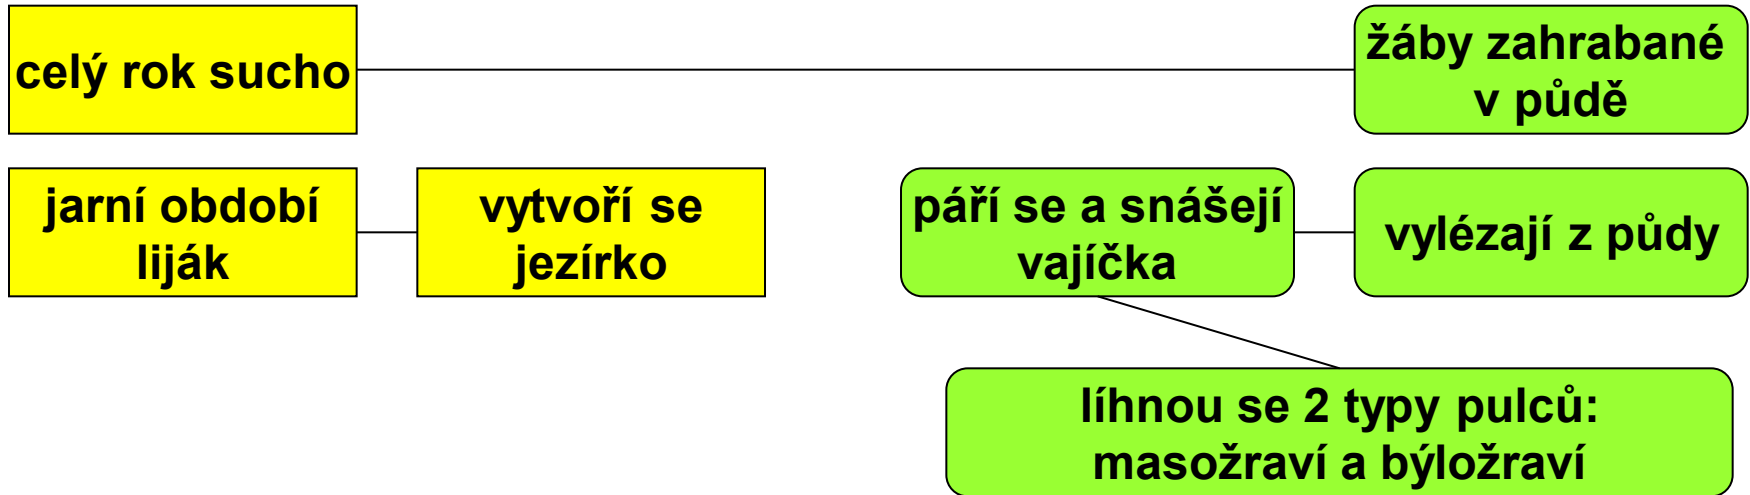 celý rok sucho
žáby zahrabané
v půdě
jarní období
liják
vytvoří se
jezírko
páří se a snášejí
vajíčka
vylézají z půdy
líhnou se 2 typy pulců:
masožraví a býložraví